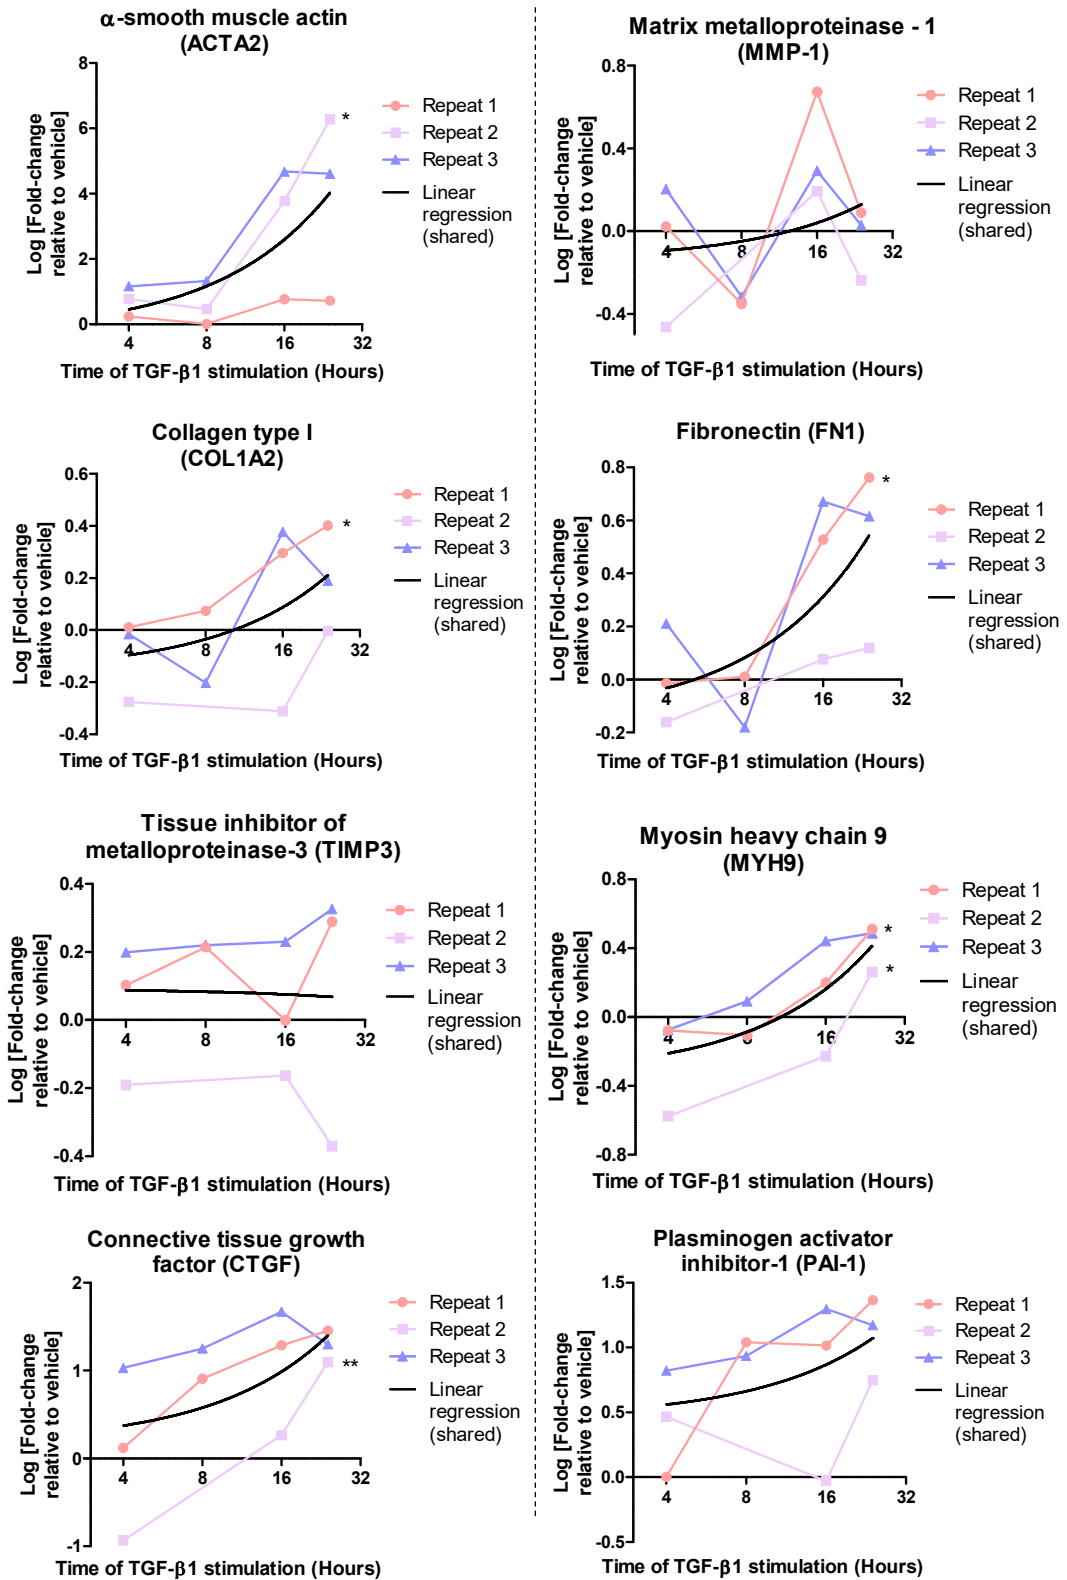 α-smooth muscle actin
(ACTA2)
8
6
4
2
0
4 8 16 32
Log [Fold-change
relative to vehicle]
Time of TGF-β1 stimulation (Hours)
*
Repeat 1
Repeat 2
Repeat 3
Linear
regression
(shared)
Matrix metalloproteinase - 1
(MMP-1)
0.8
0.4
0.0
-0.4
4 8 16 32
Log [Fold-change
relative to vehicle]
Time of TGF-β1 stimulation (Hours)
Repeat 1
Repeat 2
Repeat 3
Linear
regression
(shared)
Collagen type I
(COL1A2)
0.6
0.4
0.2
0.0
-0.2
-0.4
4 8 16 32
Log [Fold-change
relative to vehicle]
Time of TGF-β1 stimulation (Hours)
*
Repeat 1
Repeat 2
Repeat 3
Linear
regression
(shared)
Fibronectin (FN1)
0.8
0.6
0.4
0.2
0.0
-0.2
4 8 16 32
Log [Fold-change
relative to vehicle]
Time of TGF-β1 stimulation (Hours)
*
Repeat 1
Repeat 2
Repeat 3
Linear
regression
(shared)
Tissue inhibitor of
metalloproteinase-3 (TIMP3)
0.4
0.2
0.0
-0.2
-0.4
4 8 16 32
Log [Fold-change
relative to vehicle]
Time of TGF-β1 stimulation (Hours)
Repeat 1
Repeat 2
Repeat 3
Linear
regression
(shared)
Myosin heavy chain 9
(MYH9)
0.8
0.4
0.0
-0.4
-0.8
4 8 16 32
Log [Fold-change
relative to vehicle]
Time of TGF-β1 stimulation (Hours)
*
*
Repeat 1
Repeat 2
Repeat 3
Linear
regression
(shared)
Connective tissue growth
factor (CTGF)
2
1
0
-1
4 8 16 32
Log [Fold-change
relative to vehicle]
Time of TGF-β1 stimulation (Hours)
**
Repeat 1
Repeat 2
Repeat 3
Linear
regression
(shared)
Plasminogen activator
inhibitor-1 (PAI-1)
1.5
1.0
0.5
0.0
-0.5
4 8 16 32
Log [Fold-change
relative to vehicle]
Time of TGF-β1 stimulation (Hours)
Repeat 1
Repeat 2
Repeat 3
Linear
regression
(shared)